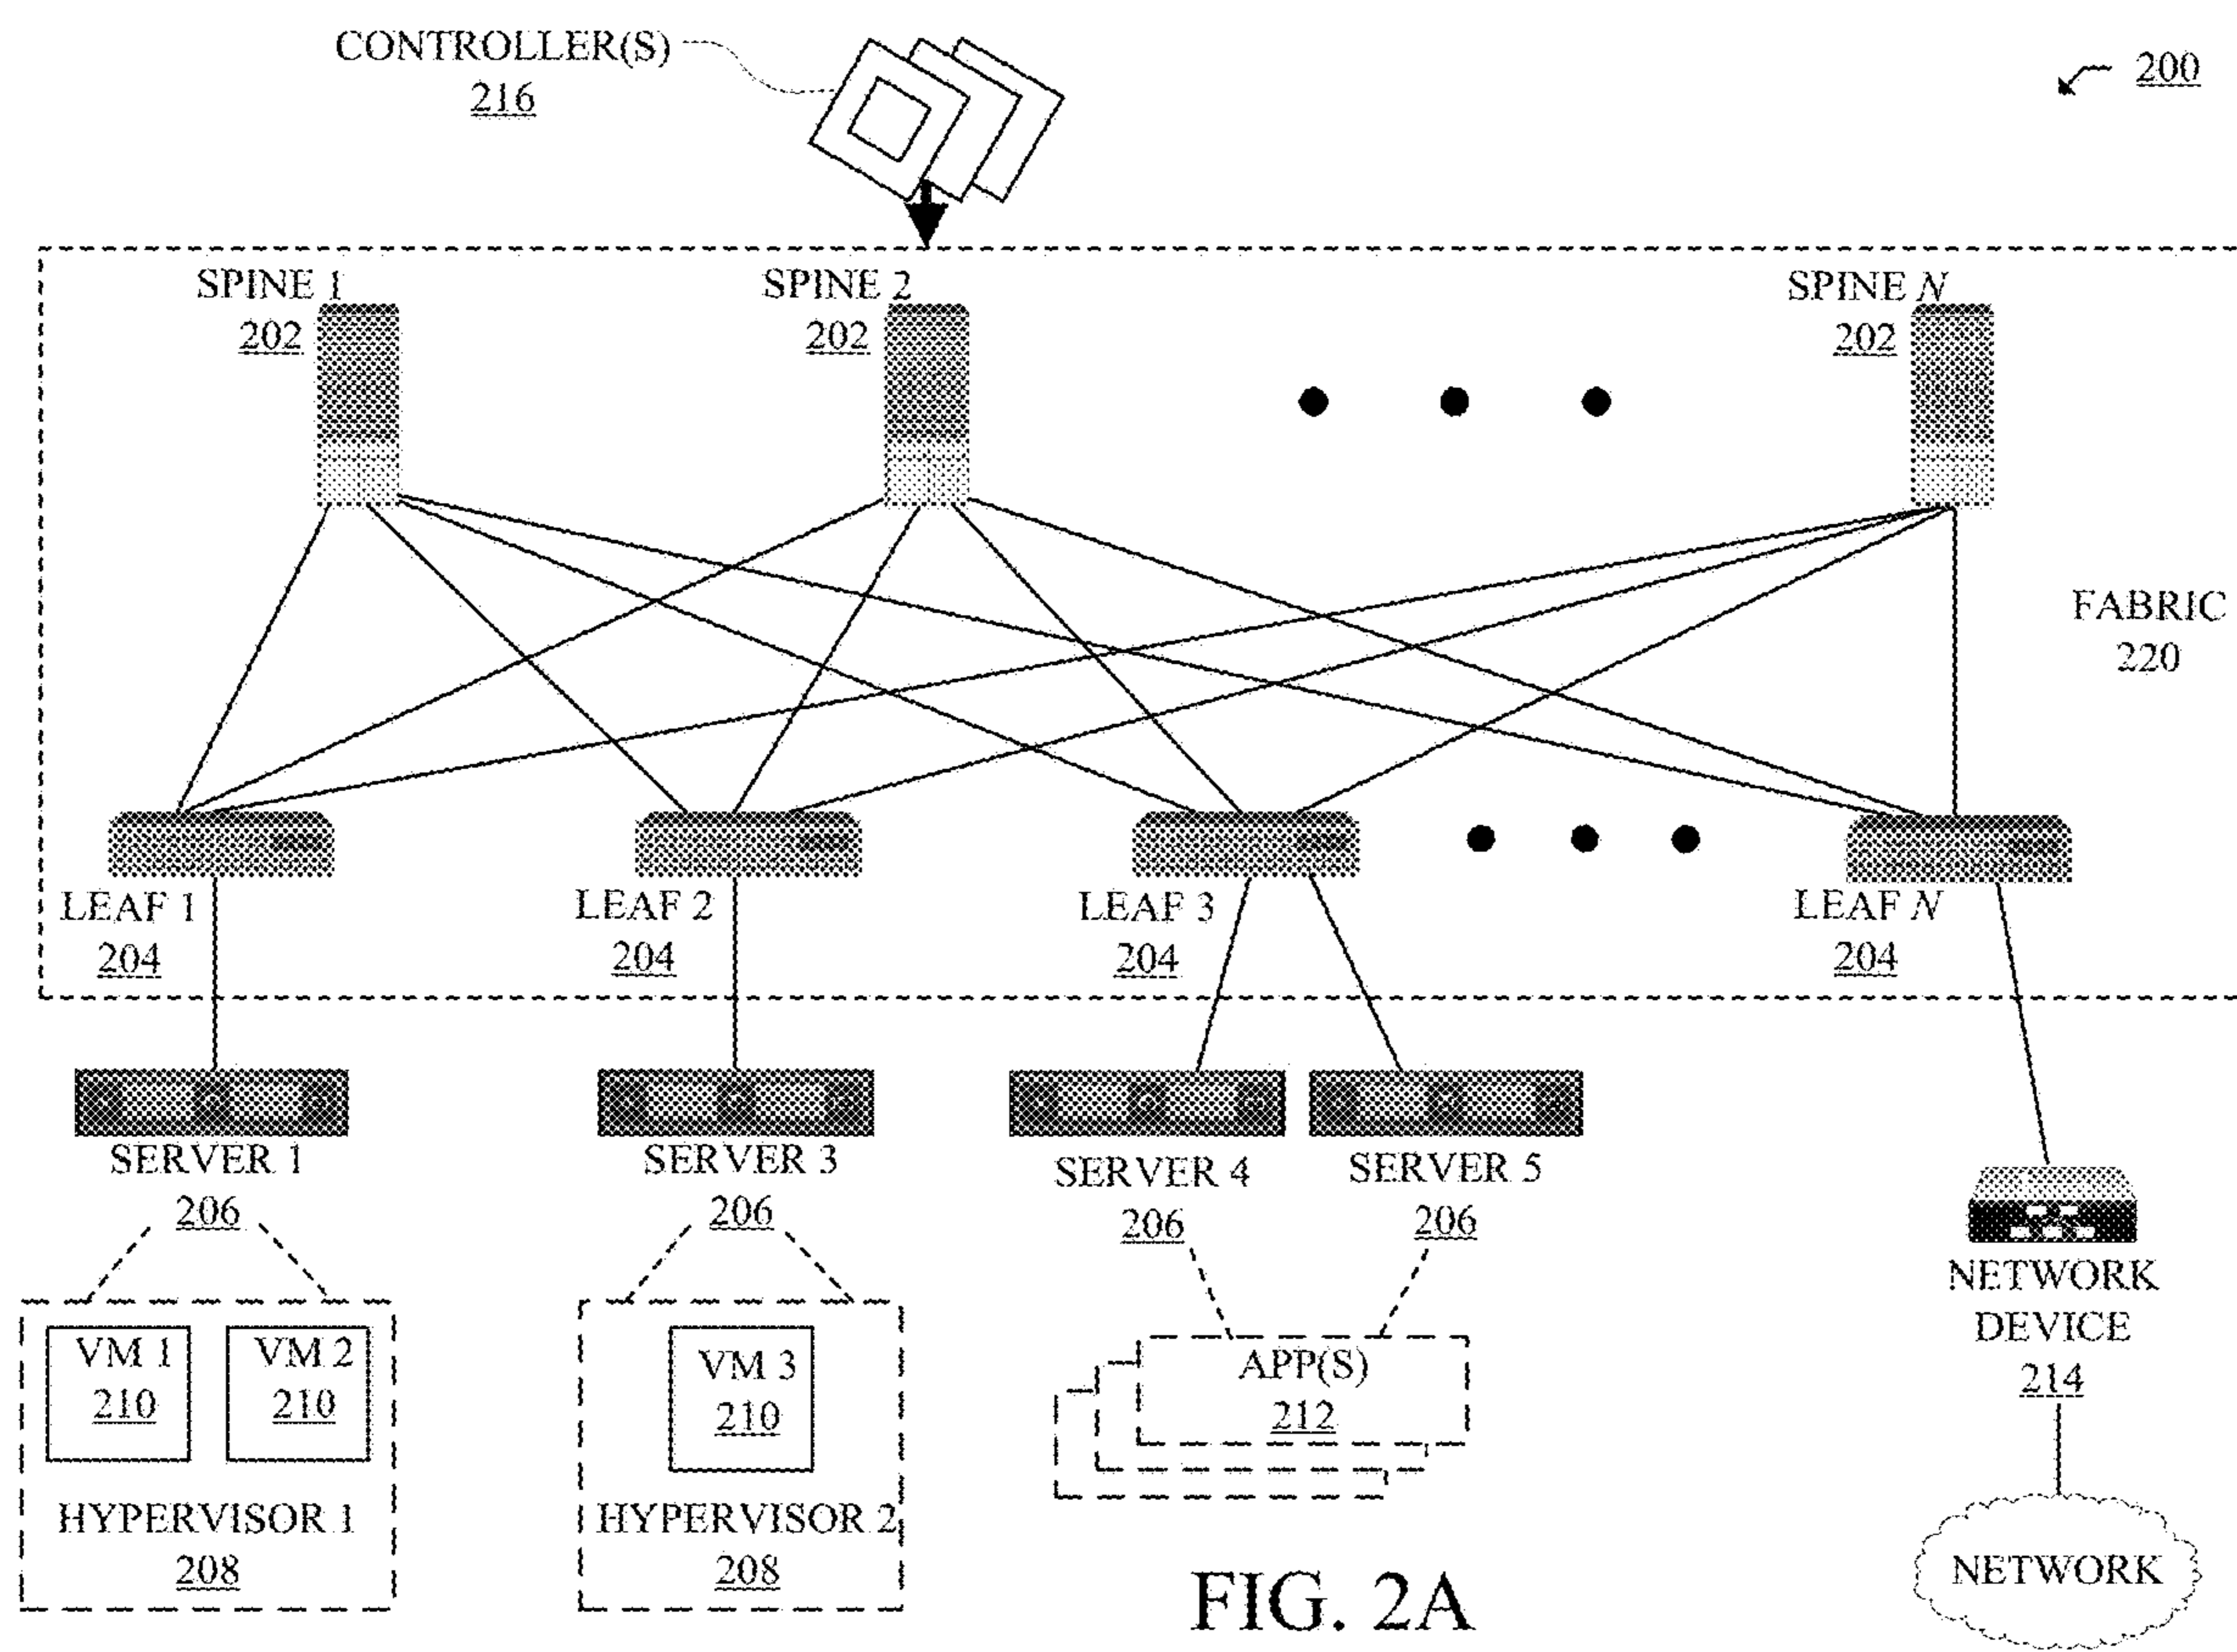 CONTROLLER(S)
216
200
SPINE 1
202
SPINE 2
202
SPINE N
202
FABRIC
220
LEAF 1
204
LEAF 2
204
LEAF 3
204
LEAF N
204
SERVER 1
206
SERVER 3
206
SERVER 4
206
SERVER 5
206
VM 1
210
VM 2
210
HYPERVISOR 1
208
VM 3
210
HYPERVISOR 2
208
APP(S)
212
NETWORK
DEVICE
214
NETWORK
FIG. 2A